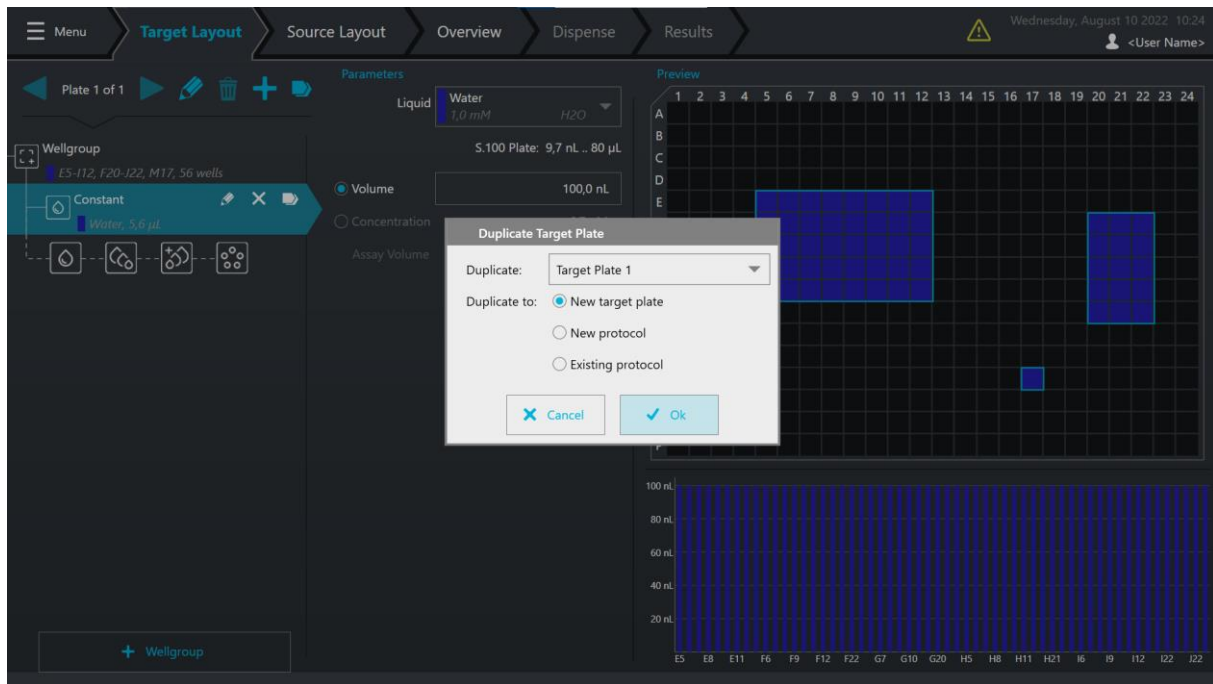 Menu
Target Layout
Source Layout
Overview
Dispense
Results
Wednesday, August 10 2022 10:24
<User Name>
Plate 1 of 1
Wellgroup
E5-I12, F20-J22, M17, 56 wells
Constant
Water, 5,6 µL
+ Wellgroup
Parameters
Liquid
Water
1,0 mM H2O
S.100 Plate: 9,7 nL .. 80 µL
Volume
100,0 nL
Concentration
Assay Volume
Duplicate Target Plate
Duplicate: Target Plate 1
Duplicate to: New target plate
New protocol
Existing protocol
Cancel
Ok
Preview
1 2 3 4 5 6 7 8 9 10 11 12 13 14 15 16 17 18 19 20 21 22 23 24
A
B
C
D
E
P
100 nL
80 nL
60 nL
40 nL
20 nL
E5 E8 E11 F6 F9 F12 F22 G7 G10 G20 H5 H8 H11 H21 I6 I9 I12 I22 J22